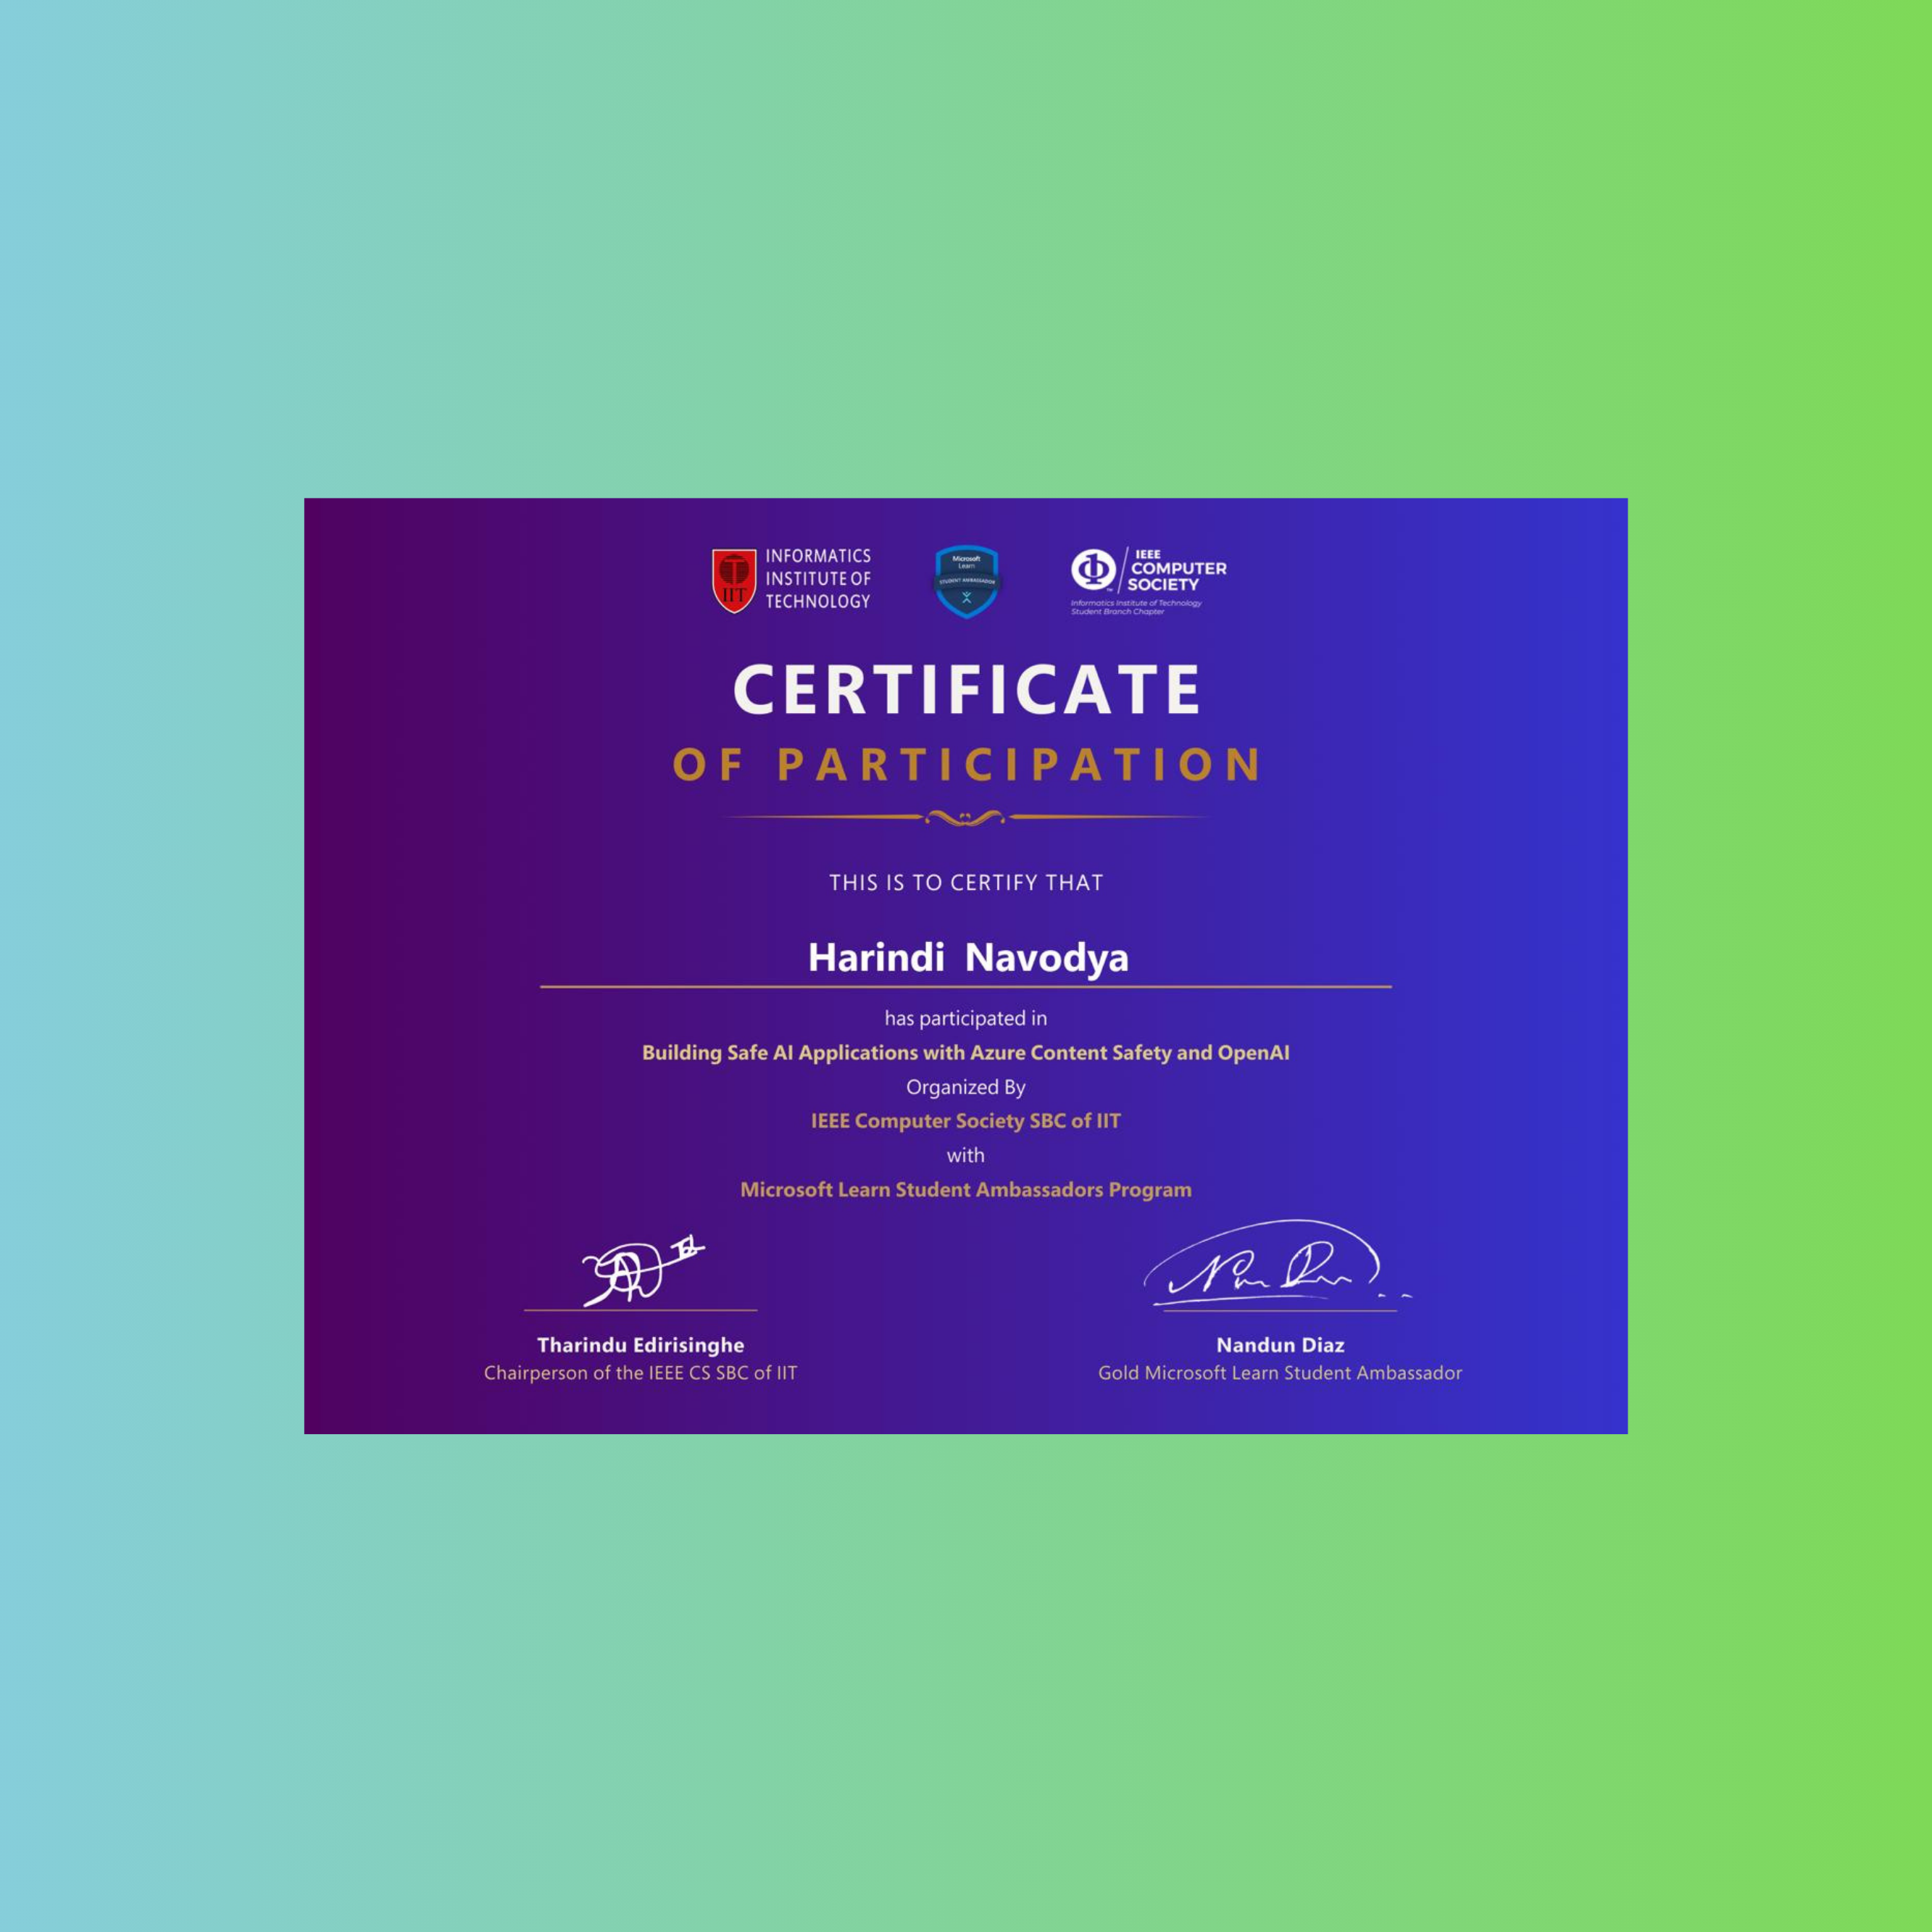 INFORMATICS
INSTITUTE OF
TECHNOLOGY
IIT
Microsoft
Learn
STUDENT AMBASSADOR
IEEE
COMPUTER
SOCIETY
Informatics Institute of Technology
Student Branch Chapter
CERTIFICATE
OF PARTICIPATION
THIS IS TO CERTIFY THAT
Harindi Navodya
has participated in
Building Safe AI Applications with Azure Content Safety and OpenAI
Organized By
IEEE Computer Society SBC of IIT
with
Microsoft Learn Student Ambassadors Program
Tharindu Edirisinghe
Chairperson of the IEEE CS SBC of IIT
Nandun Diaz
Gold Microsoft Learn Student Ambassador